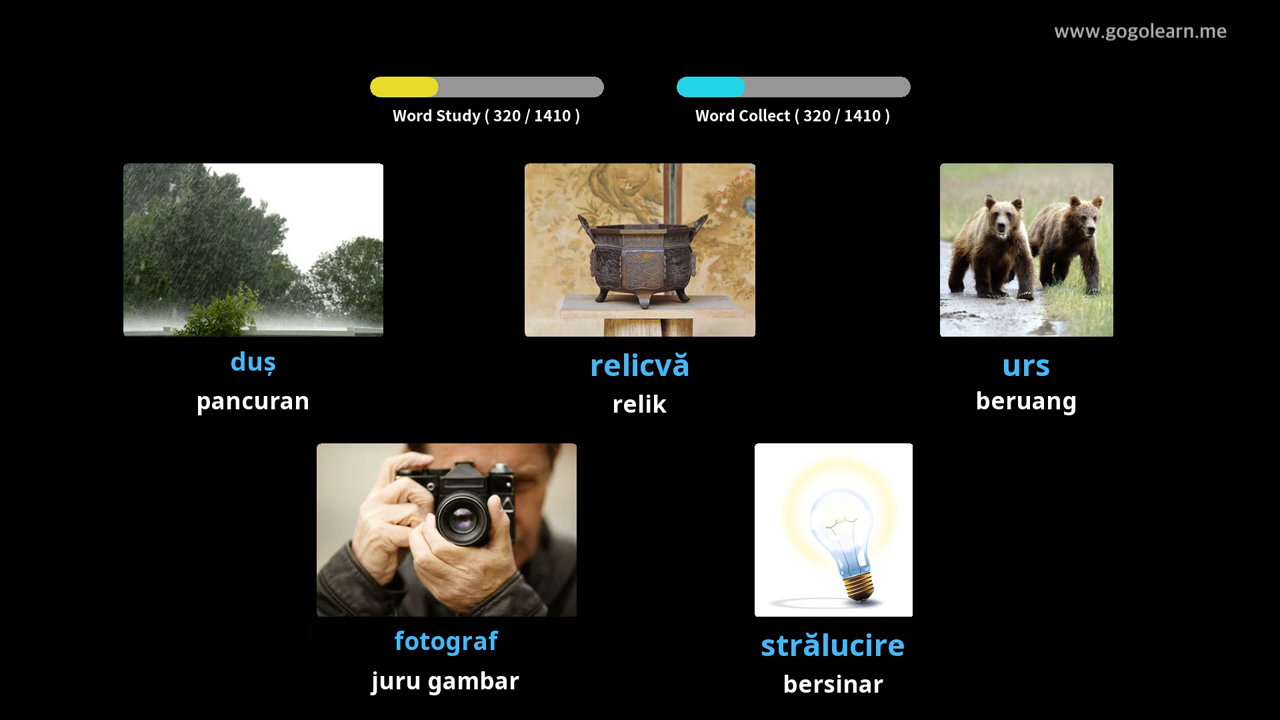 www.gogolearn.me
Word Study ( 320 / 1410 )
Word Collect ( 320 / 1410 )
duș
pancuran
relicvă
relik
urs
beruang
fotograf
juru gambar
strălucire
bersinar